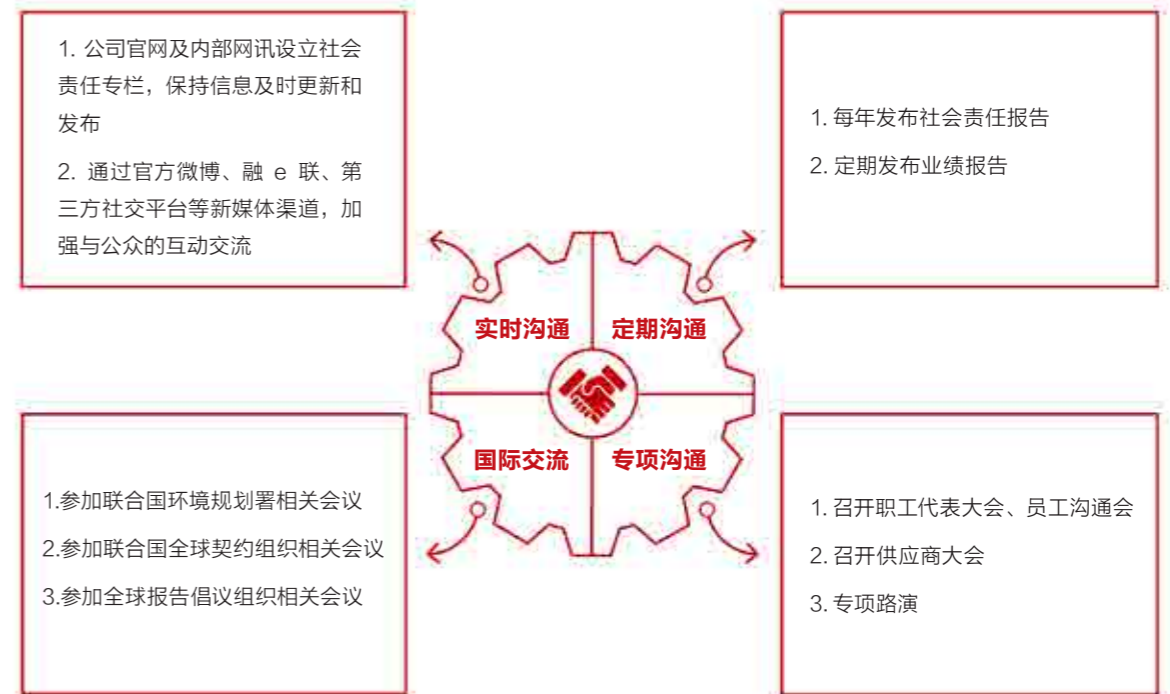 1. 公司官网及内部网讯设立社会
责任专栏，保持信息及时更新和
发布
2. 通过官方微博、融 e 联、第
三方社交平台等新媒体渠道，加
强与公众的互动交流
1. 每年发布社会责任报告
2. 定期发布业绩报告
实时沟通
定期沟通
国际交流
专项沟通
1.参加联合国环境规划署相关会议
2.参加联合国全球契约组织相关会议
3.参加全球报告倡议组织相关会议
1. 召开职工代表大会、员工沟通会
2. 召开供应商大会
3. 专项路演